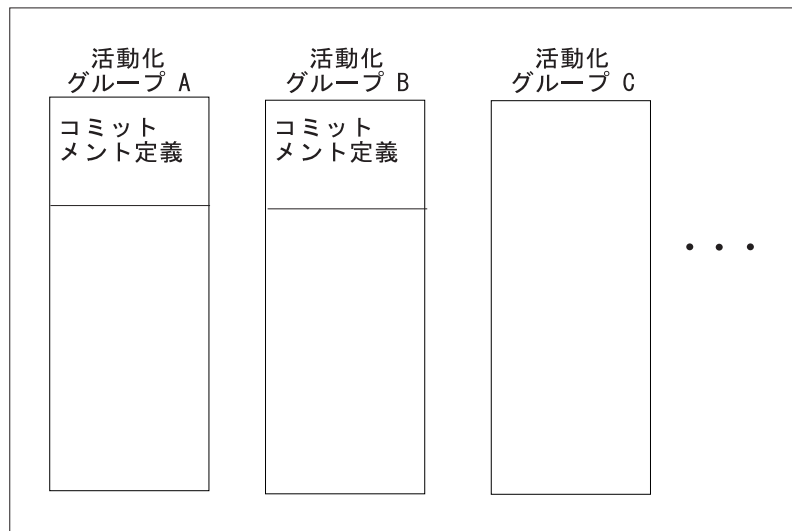 活動化
グループ A
コミット
メント定義
活動化
グループ B
コミット
メント定義
活動化
グループ C
・・・